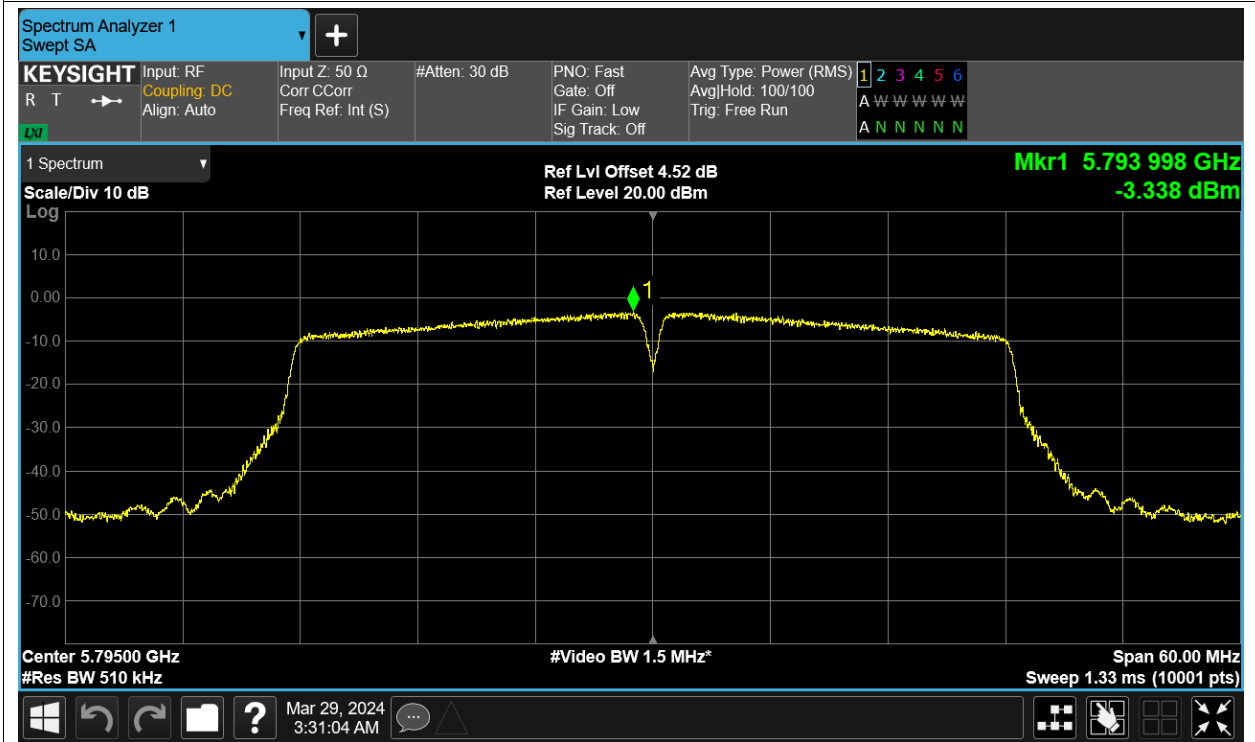 Spectrum Analyzer 1
Swept SA
+
KEYSIGHT
R T
LXI
Input: RF
Coupling: DC
Align: Auto
Input Z: 50 Ω
Corr CCorr
Freq Ref: Int (S)
#Atten: 30 dB
PNO: Fast
Gate: Off
IF Gain: Low
Sig Track: Off
Avg Type: Power (RMS)
Avg|Hold: 100/100
Trig: Free Run
1 2 3 4 5 6
A W W W W W
A N N N N N
1 Spectrum
Scale/Div 10 dB
Log
Ref Lvl Offset 4.52 dB
Ref Level 20.00 dBm
Mkr1 5.793 998 GHz
-3.338 dBm
10.0
0.00
-10.0
-20.0
-30.0
-40.0
-50.0
-60.0
-70.0
1
Center 5.79500 GHz
#Res BW 510 kHz
#Video BW 1.5 MHz*
Span 60.00 MHz
Sweep 1.33 ms (10001 pts)
?
Mar 29, 2024
3:31:04 AM